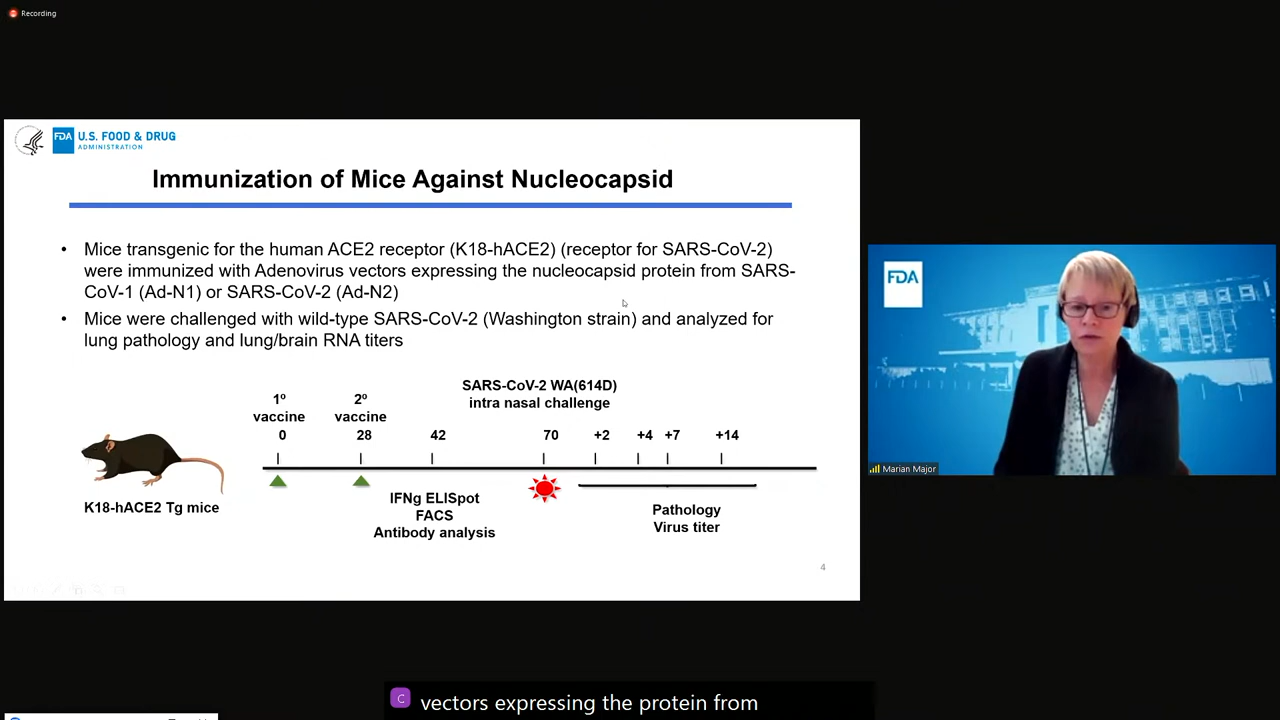 Recording
FDA U.S. FOOD & DRUG
ADMINISTRATION
Immunization of Mice Against Nucleocapsid
• Mice transgenic for the human ACE2 receptor (K18-hACE2) (receptor for SARS-CoV-2)
were immunized with Adenovirus vectors expressing the nucleocapsid protein from SARS-
CoV-1 (Ad-N1) or SARS-CoV-2 (Ad-N2)
• Mice were challenged with wild-type SARS-CoV-2 (Washington strain) and analyzed for
lung pathology and lung/brain RNA titers
SARS-CoV-2 WA(614D)
intra nasal challenge
1º
vaccine
2º
vaccine
0 28 42 70 +2 +4 +7 +14
K18-hACE2 Tg mice
IFNg ELISpot
FACS
Antibody analysis
Pathology
Virus titer
4
FDA
Marian Major
C vectors expressing the protein from